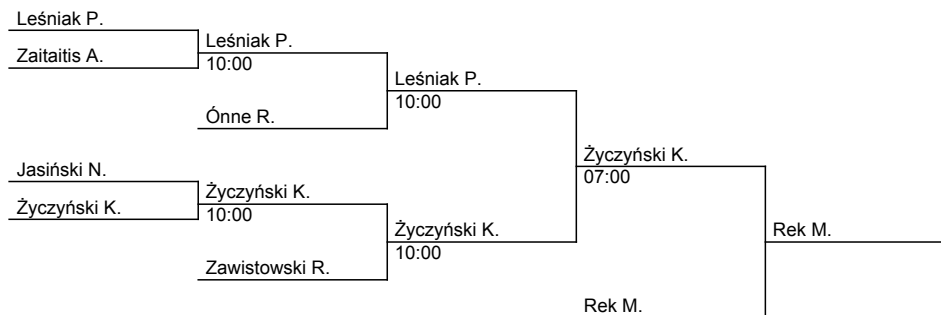 Leśniak P.
Zaitaitis A.
Leśniak P.
10:00
Leśniak P.
10:00
Ónne R.
Życzyński K.
07:00
Jasiński N.
Życzyński K.
Życzyński K.
10:00
Życzyński K.
10:00
Rek M.
Zawistowski R.
Rek M.